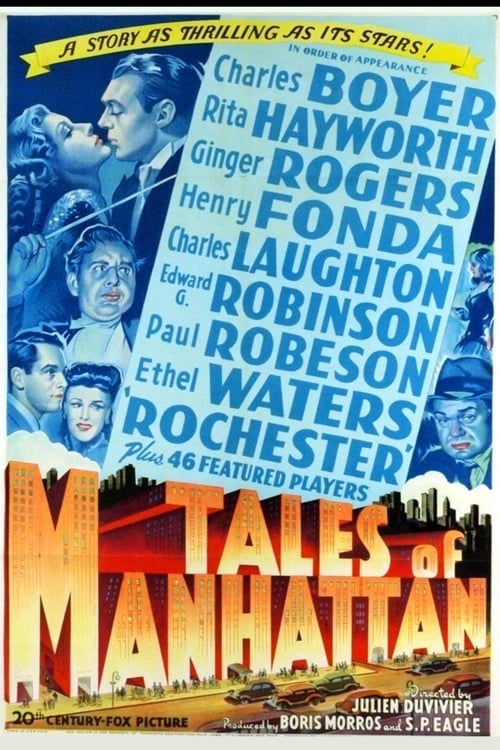 A STORY AS THRILLING AS ITS STARS!
IN ORDER OF APPEARANCE
Charles BOYER
Rita HAYWORTH
Ginger ROGERS
Henry FONDA
Charles LAUGHTON
Edward G. ROBINSON
Paul ROBESON
Ethel WATERS
'ROCHESTER'
Plus 46 FEATURED PLAYERS
TALES OF
MANHATTAN
Directed by
JULIEN DUVIVIER
20th CENTURY-FOX PICTURE
Produced by BORIS MORROS and S.P. EAGLE